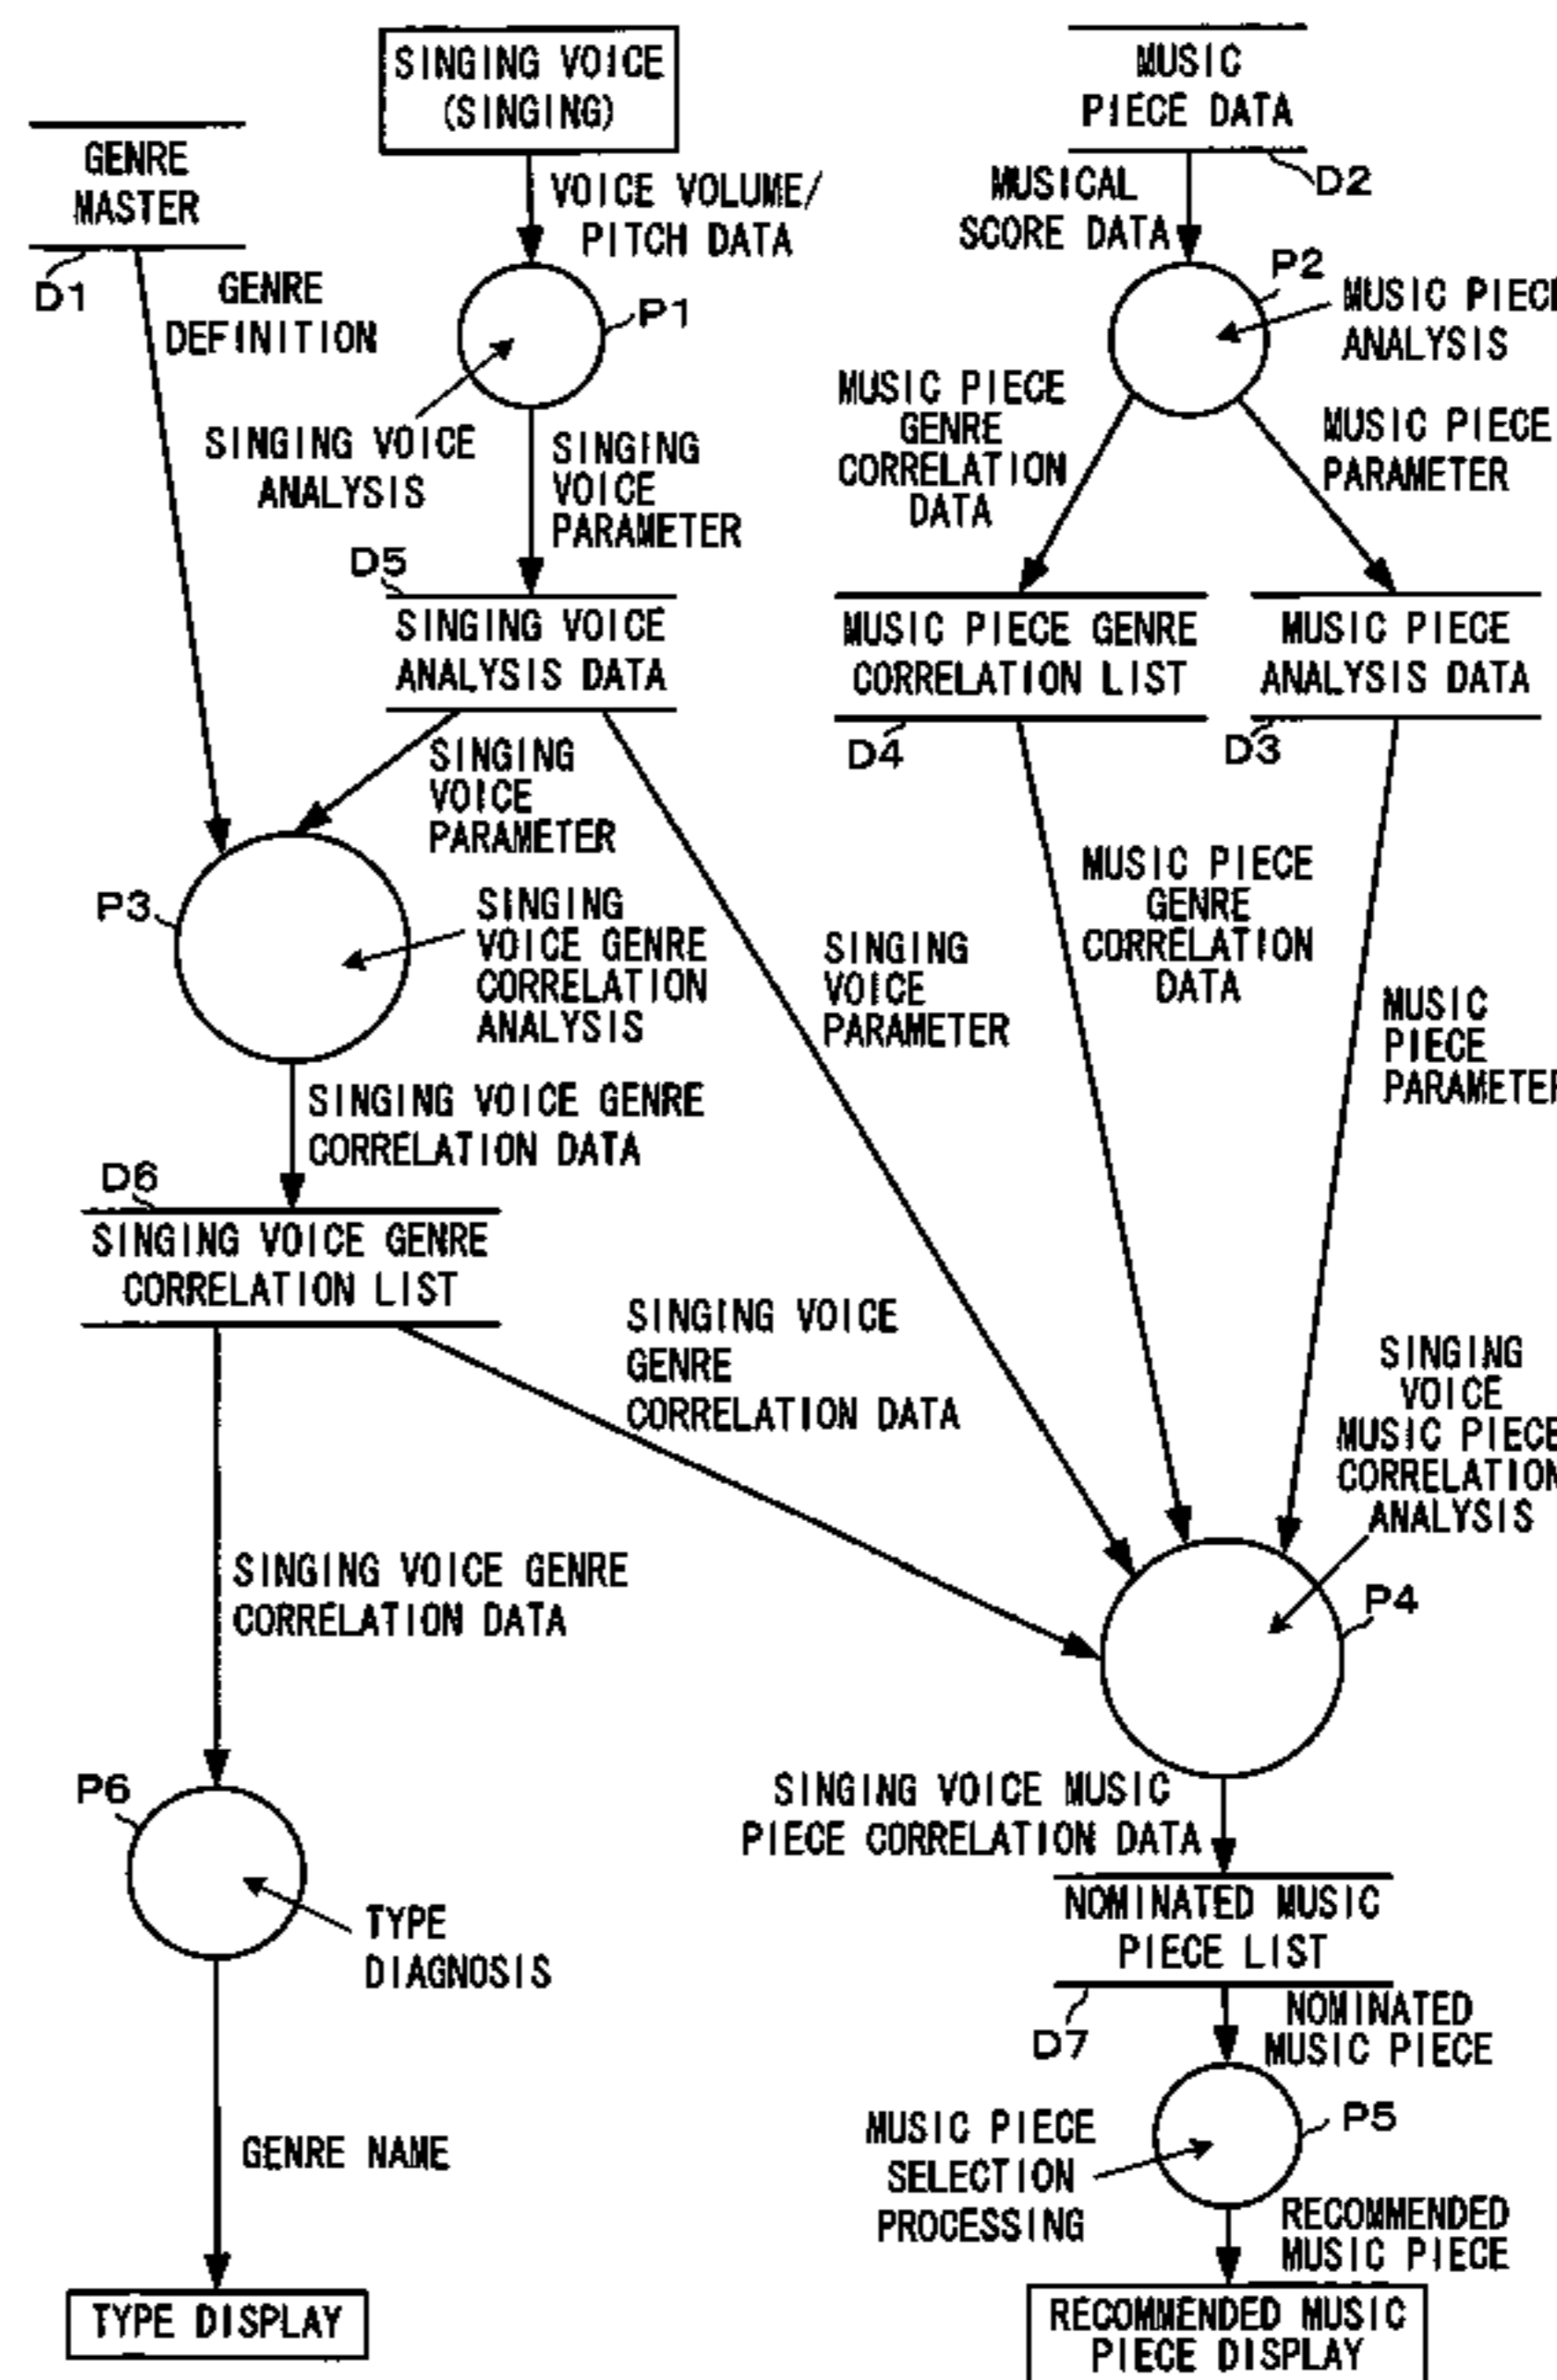 SINGING VOICE
(SINGING)
MUSIC
PIECE DATA
D2
GENRE
MASTER
D1
VOICE VOLUME/
PITCH DATA
MUSICAL
SCORE DATA
GENRE
DEFINITION
P1
P2
MUSIC PIECE
ANALYSIS
SINGING VOICE
ANALYSIS
SINGING
VOICE
PARAMETER
MUSIC PIECE
GENRE
CORRELATION
DATA
MUSIC PIECE
PARAMETER
D5
SINGING VOICE
ANALYSIS DATA
MUSIC PIECE GENRE
CORRELATION LIST
D4
MUSIC PIECE
ANALYSIS DATA
D3
SINGING
VOICE
PARAMETER
P3
SINGING
VOICE GENRE
CORRELATION
ANALYSIS
SINGING
VOICE
PARAMETER
MUSIC PIECE
GENRE
CORRELATION
DATA
MUSIC
PIECE
PARAMETER
SINGING VOICE GENRE
CORRELATION DATA
D6
SINGING VOICE GENRE
CORRELATION LIST
SINGING VOICE
GENRE
CORRELATION DATA
SINGING
VOICE
MUSIC PIECE
CORRELATION
ANALYSIS
P4
SINGING VOICE GENRE
CORRELATION DATA
P6
TYPE
DIAGNOSIS
SINGING VOICE MUSIC
PIECE CORRELATION DATA
NOMINATED MUSIC
PIECE LIST
D7
NOMINATED
MUSIC PIECE
P5
MUSIC PIECE
SELECTION
PROCESSING
GENRE NAME
RECOMMENDED
MUSIC PIECE
TYPE DISPLAY
RECOMMENDED MUSIC
PIECE DISPLAY